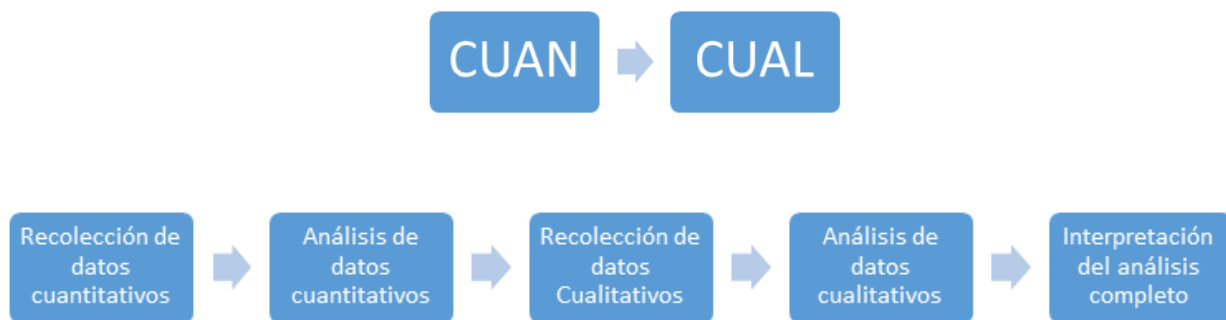 CUAN
CUAL
Recolección de
datos
cuantitativos
Análisis de
datos
cuantitativos
Recolección de
datos
Cualitativos
Análisis de
datos
cualitativos
Interpretación
del análisis
completo